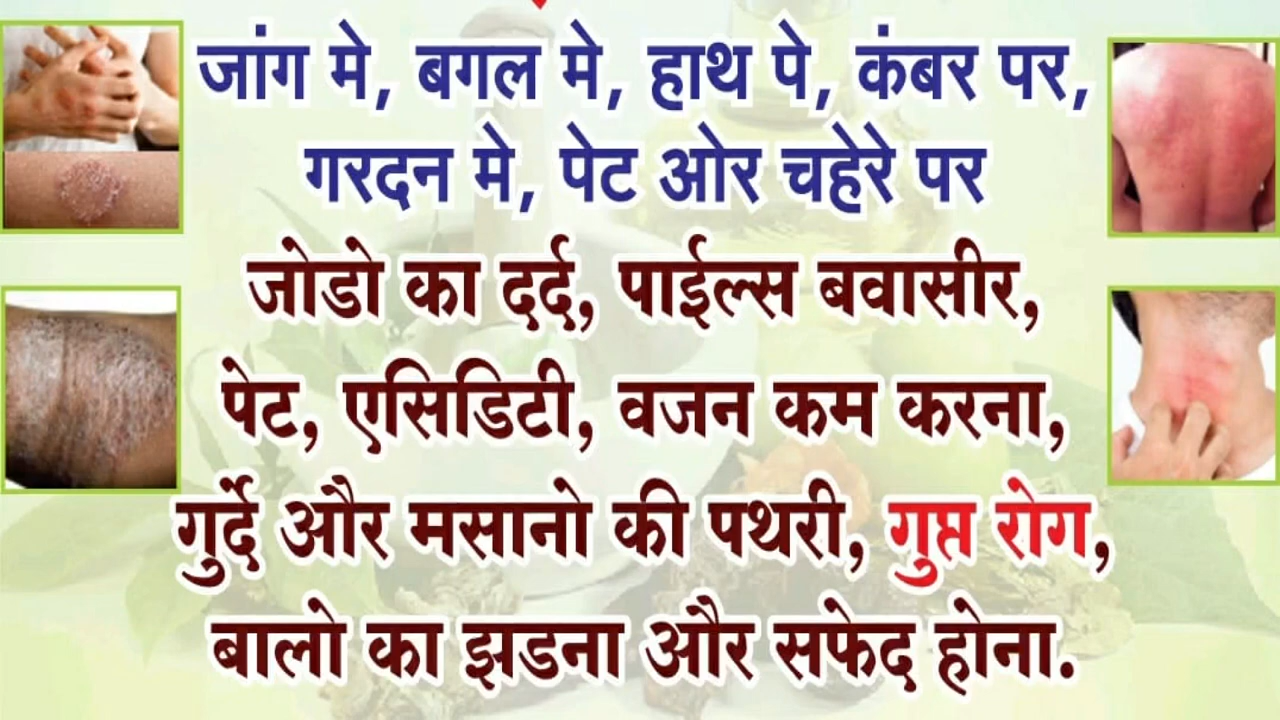 जांग मे, बगल मे, हाथ पे, कंबर पर,
गरदन मे, पेट ओर चहेरे पर
जोडो का दर्द, पाईल्स बवासीर,
पेट, एसिडिटी, वजन कम करना,
गुर्दे और मसानो की पथरी, गुप्त रोग,
बालो का झडना और सफेद होना.